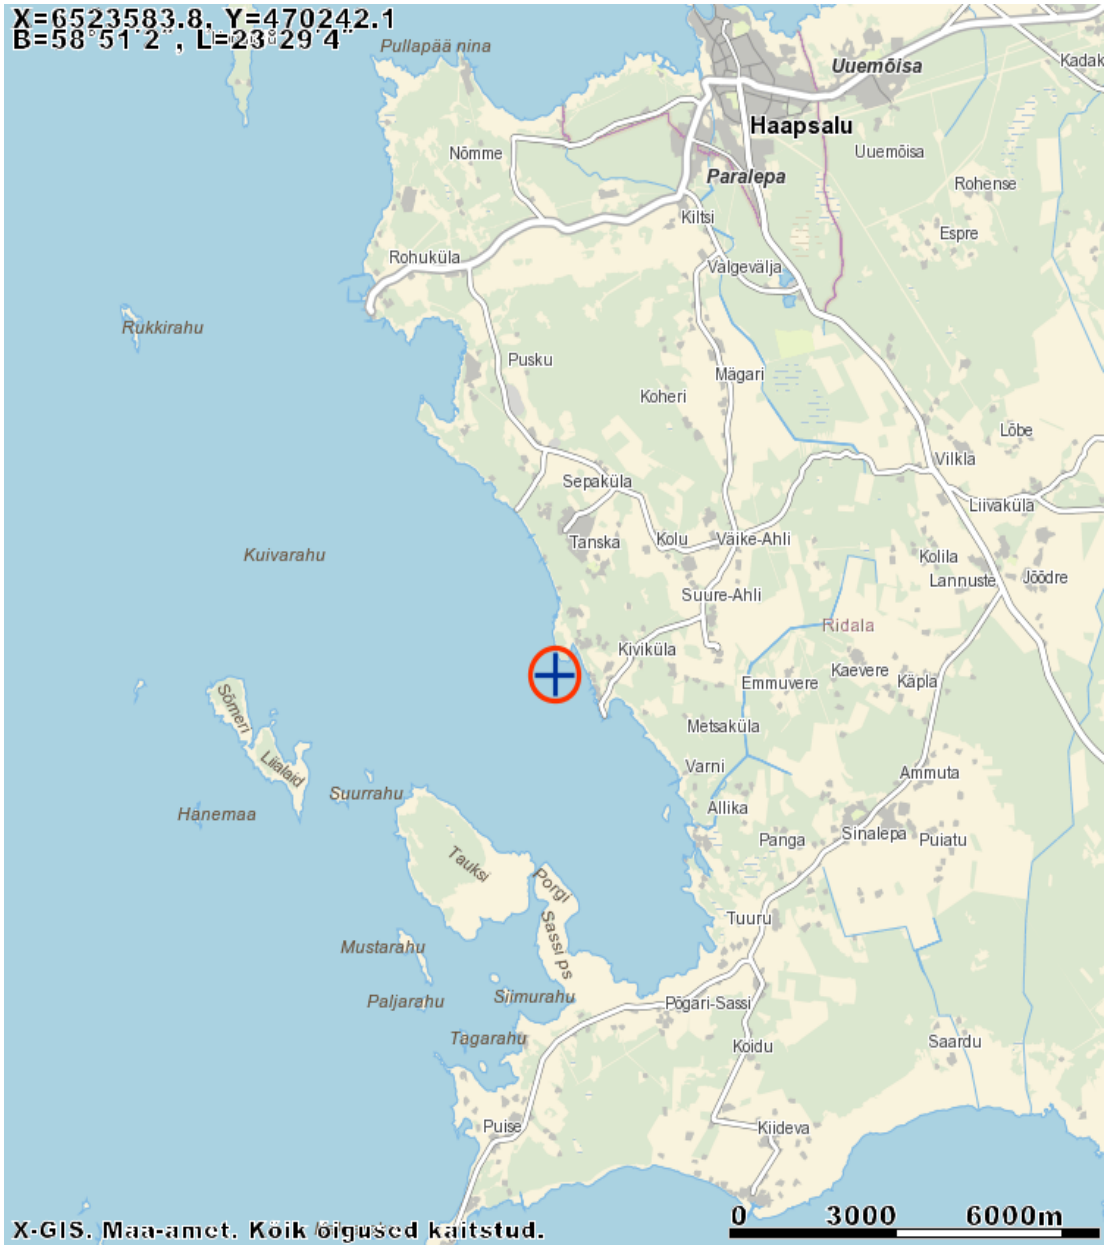 X=6523583.8, Y=470242.1
B=58°51'2", L=23°29'4"
Pullapää nina
Kadak
Uuemõisa
Haapsalu
Nõmme
Uuemõisa
Paralepa
Rohense
Kiltsi
Espre
Rohuküla
Valgevälja
Rukkirahu
Pusku
Mägari
Koheri
Lõbe
Vilkla
Sepaküla
Liivaküla
Tanska
Kolu
Väike-Ahli
Kuivarahu
Kolila
Lannuste
Jõõdre
Suure-Ahli
Ridala
Kiviküla
Kaevere
Emmuvere
Käpla
Sõmeri
Metsaküla
Liialaid
Varni
Ammuta
Suurrahu
Allika
Hanemaa
Panga
Sinalepa
Puiatu
Tauksi
Porgi
Tuuru
Sassi ps
Mustarahu
Siimurahu
Paljarahu
Põgari-Sassi
Tagarahu
Koidu
Saardu
Puise
Kiideva
0 3000 6000m
X-GIS. Maa-amet. Kõik õigused kaitstud.